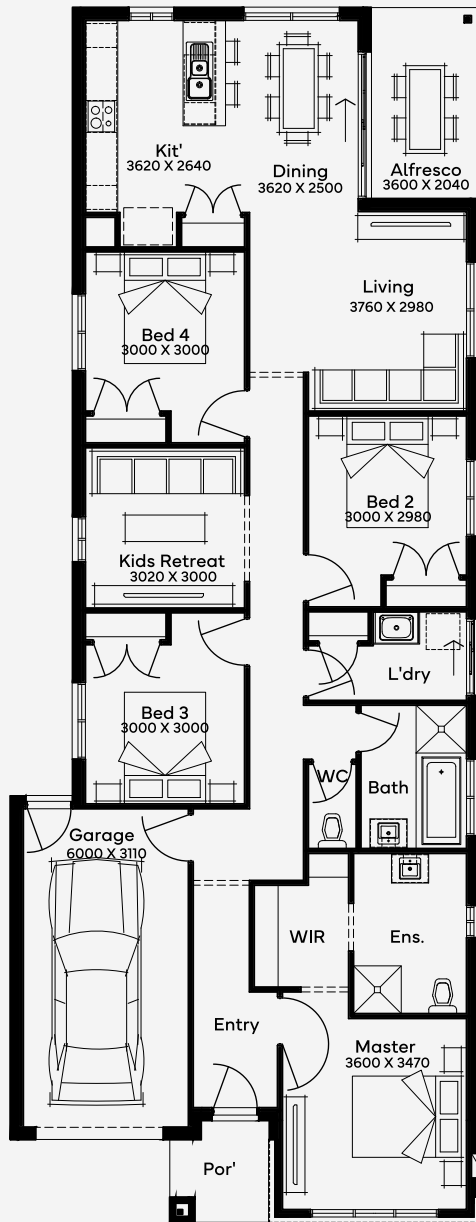 Kit'
3620 X 2640
Dining
3620 X 2500
Alfresco
3600 X 2040
Living
3760 X 2980
Bed 4
3000 X 3000
Bed 2
3000 X 2980
Kids Retreat
3020 X 3000
L'dry
Bed 3
3000 X 3000
WC
Bath
Garage
6000 X 3110
WIR
Ens.
Entry
Master
3600 X 3470
Por'